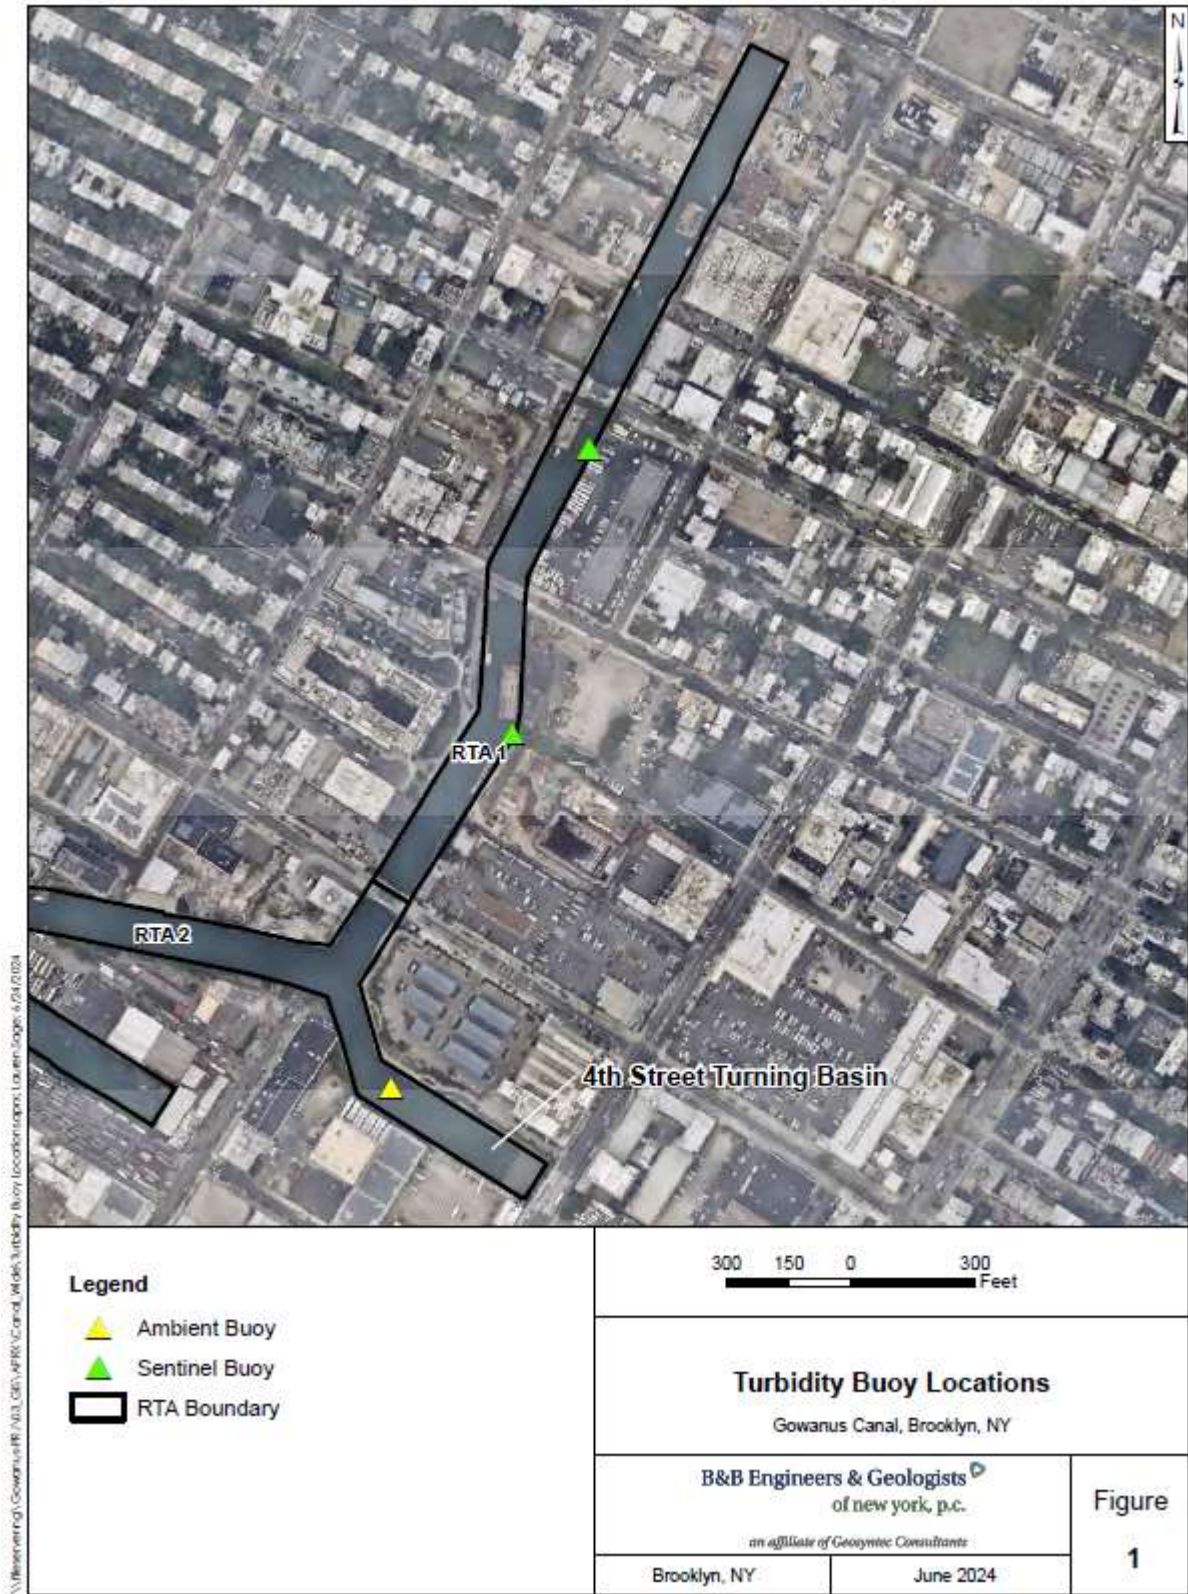 N
RTA 1
RTA 2
4th Street Turning Basin
Legend
Ambient Buoy
Sentinel Buoy
RTA Boundary
300 150 0 300
Feet
Turbidity Buoy Locations
Gowanus Canal, Brooklyn, NY
B&B Engineers & Geologists
of new york, p.c.
an affiliate of Geosyntec Consultants
Figure
1
Brooklyn, NY
June 2024